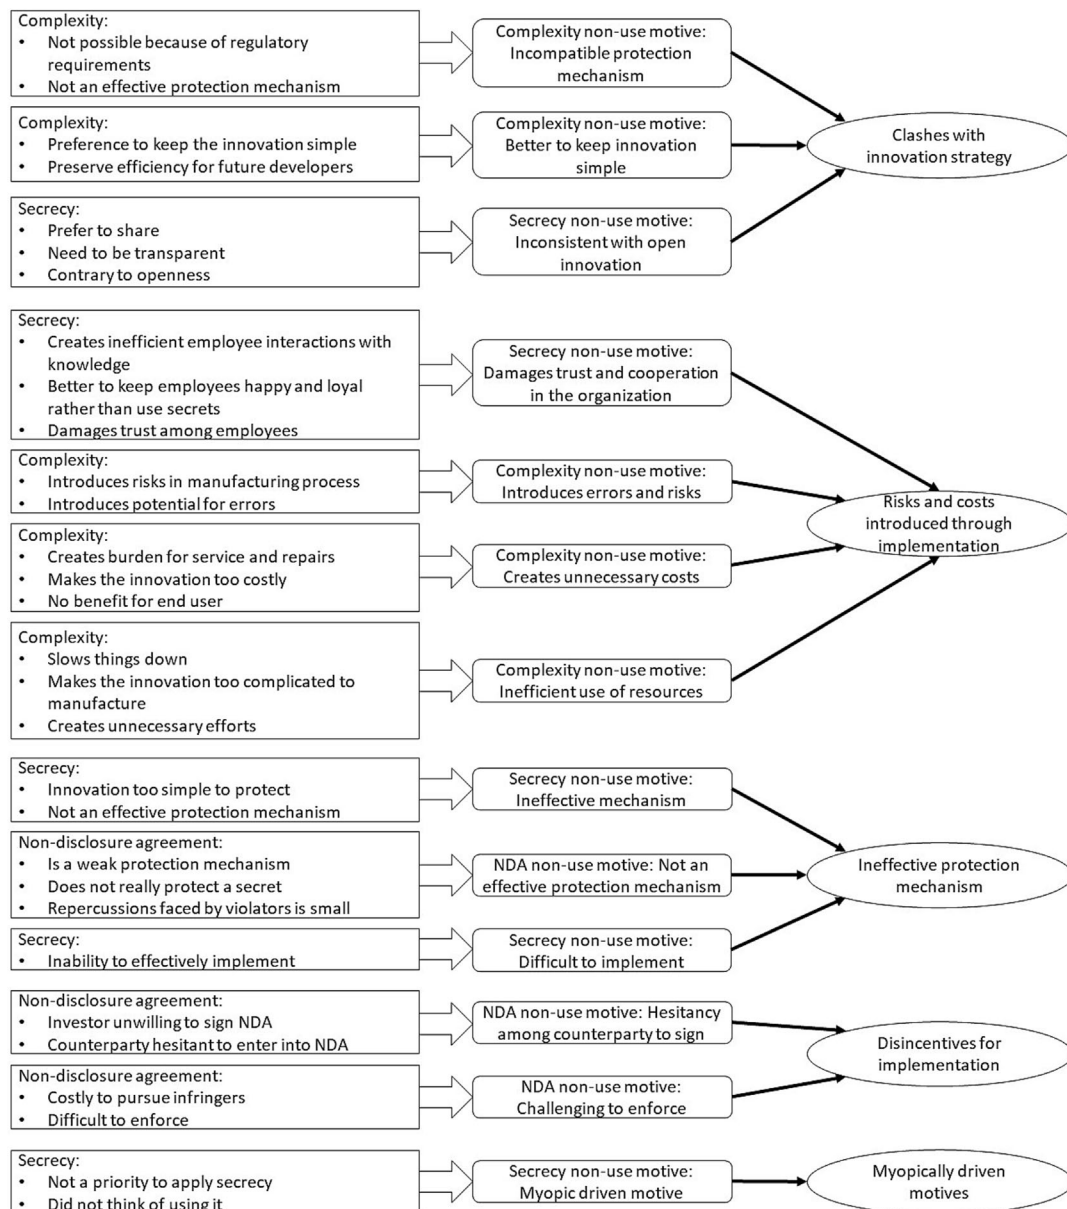 Complexity:
• Not possible because of regulatory
requirements
• Not an effective protection mechanism
Complexity non-use motive:
Incompatible protection
mechanism
Complexity:
• Preference to keep the innovation simple
• Preserve efficiency for future developers
Complexity non-use motive:
Better to keep innovation
simple
Secrecy:
• Prefer to share
• Need to be transparent
• Contrary to openness
Secrecy non-use motive:
Inconsistent with open
innovation
Clashes with
innovation strategy
Secrecy:
• Creates inefficient employee interactions with
knowledge
• Better to keep employees happy and loyal
rather than use secrets
• Damages trust among employees
Secrecy non-use motive:
Damages trust and cooperation
in the organization
Complexity:
• Introduces risks in manufacturing process
• Introduces potential for errors
Complexity non-use motive:
Introduces errors and risks
Complexity:
• Creates burden for service and repairs
• Makes the innovation too costly
• No benefit for end user
Complexity non-use motive:
Creates unnecessary costs
Complexity:
• Slows things down
• Makes the innovation too complicated to
manufacture
• Creates unnecessary efforts
Complexity non-use motive:
Inefficient use of resources
Risks and costs
introduced through
implementation
Secrecy:
• Innovation too simple to protect
• Not an effective protection mechanism
Secrecy non-use motive:
Ineffective mechanism
Non-disclosure agreement:
• Is a weak protection mechanism
• Does not really protect a secret
• Repercussions faced by violators is small
NDA non-use motive: Not an
effective protection mechanism
Secrecy:
• Inability to effectively implement
Secrecy non-use motive:
Difficult to implement
Ineffective protection
mechanism
Non-disclosure agreement:
• Investor unwilling to sign NDA
• Counterparty hesitant to enter into NDA
NDA non-use motive: Hesitancy
among counterparty to sign
Non-disclosure agreement:
• Costly to pursue infringers
• Difficult to enforce
NDA non-use motive:
Challenging to enforce
Disincentives for
implementation
Secrecy:
• Not a priority to apply secrecy
• Did not think of using it
Secrecy non-use motive:
Myopic driven motive
Myopically driven
motives